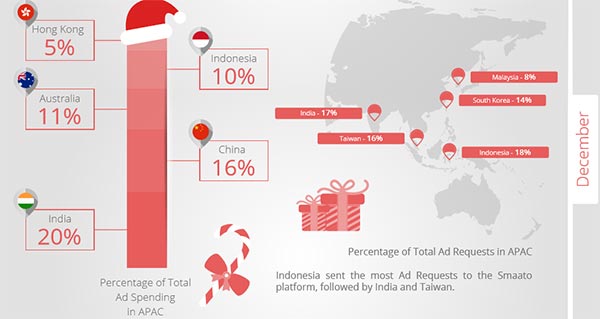 Hong Kong
5%
Indonesia
10%
Australia
11%
China
16%
India
20%
Percentage of Total
Ad Spending
in APAC
Malaysia - 8%
South Korea - 14%
India - 17%
Taiwan - 16%
Indonesia - 18%
Percentage of Total Ad Requests in APAC
Indonesia sent the most Ad Requests to the Smaato
platform, followed by India and Taiwan.
December